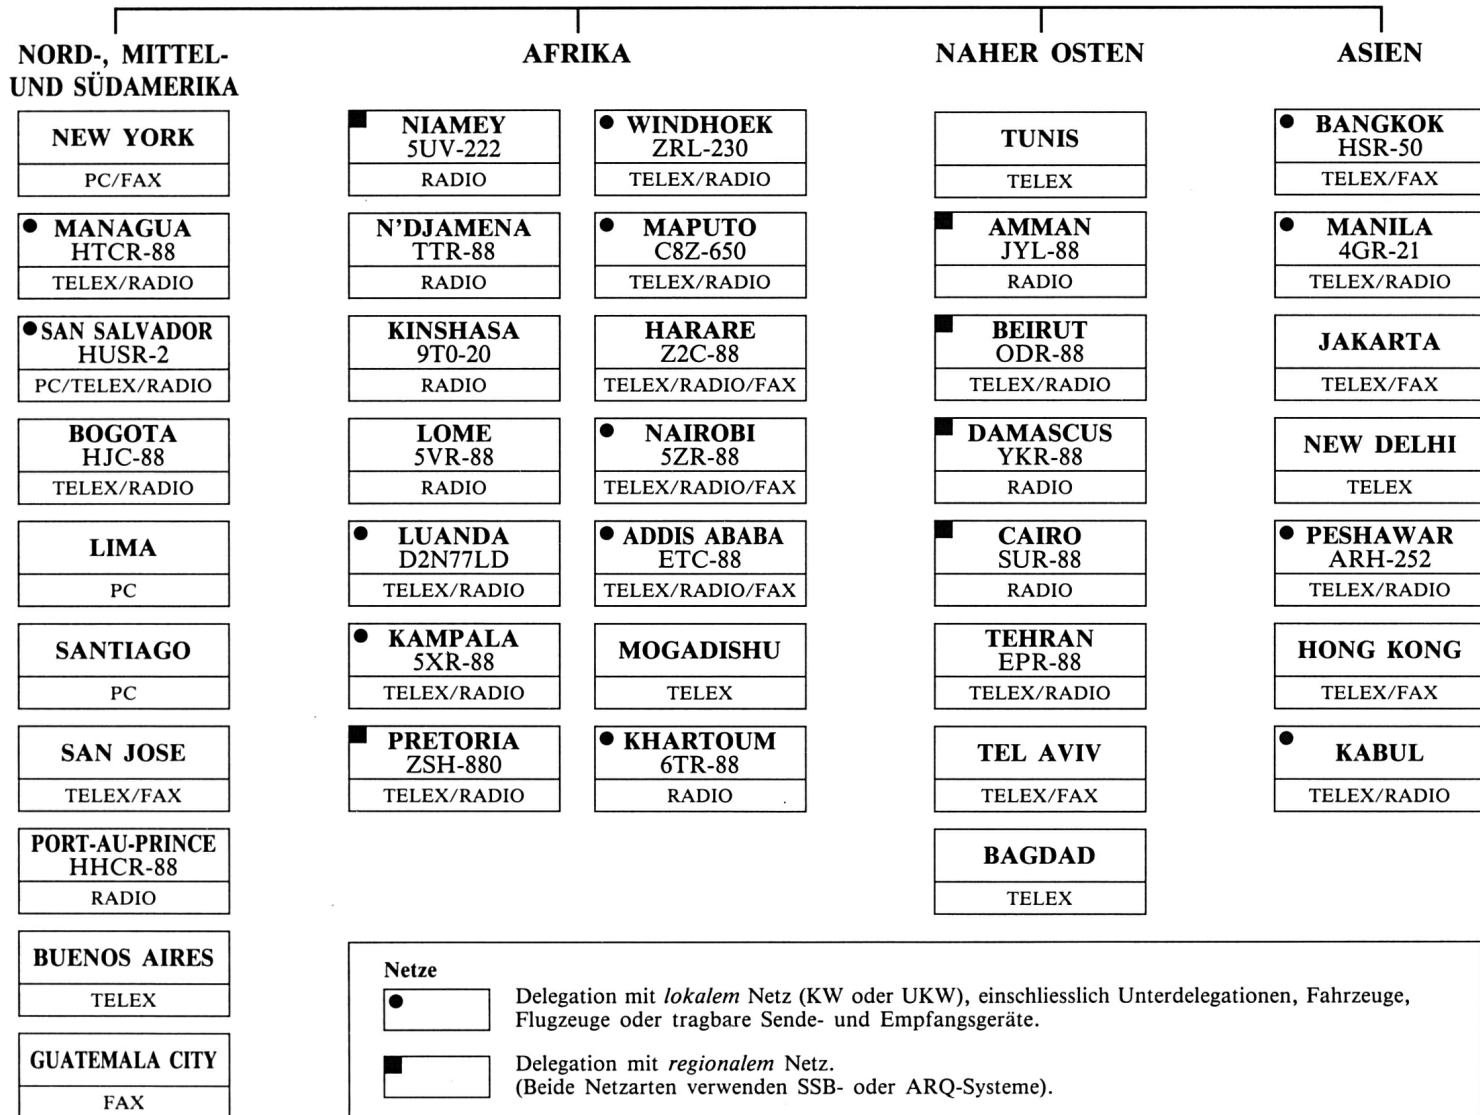 NORD-, MITTEL-
UND SÜDAMERIKA
NEW YORK
PC/FAX
MANAGUA
HTCR-88
TELEX/RADIO
SAN SALVADOR
HUSR-2
PC/TELEX/RADIO
BOGOTA
HJC-88
TELEX/RADIO
LIMA
PC
SANTIAGO
PC
SAN JOSE
TELEX/FAX
PORT-AU-PRINCE
HHCR-88
RADIO
BUENOS AIRES
TELEX
GUATEMALA CITY
FAX
AFRIKA
NIAMEY
5UV-222
RADIO
N'DJAMENA
TTR-88
RADIO
KINSHASA
9T0-20
RADIO
LOME
5VR-88
RADIO
LUANDA
D2N77LD
TELEX/RADIO
KAMPALA
5XR-88
TELEX/RADIO
PRETORIA
ZSH-880
TELEX/RADIO
WINDHOEK
ZRL-230
TELEX/RADIO
MAPUTO
C8Z-650
TELEX/RADIO
HARARE
Z2C-88
TELEX/RADIO/FAX
NAIROBI
5ZR-88
TELEX/RADIO/FAX
ADDIS ABABA
ETC-88
TELEX/RADIO/FAX
MOGADISHU
TELEX
KHARTOUM
6TR-88
RADIO
NAHER OSTEN
TUNIS
TELEX
AMMAN
JYL-88
RADIO
BEIRUT
ODR-88
TELEX/RADIO
DAMASCUS
YKR-88
RADIO
CAIRO
SUR-88
RADIO
TEHRAN
EPR-88
TELEX/RADIO
TEL AVIV
TELEX/FAX
BAGDAD
TELEX
ASIEN
BANGKOK
HSR-50
TELEX/FAX
MANILA
4GR-21
TELEX/RADIO
JAKARTA
TELEX/FAX
NEW DELHI
TELEX
PESHAWAR
ARH-252
TELEX/RADIO
HONG KONG
TELEX/FAX
KABUL
TELEX/RADIO
Netze
Delegation mit lokalem Netz (KW oder UKW), einschliesslich Unterdelegationen, Fahrzeuge,
Flugzeuge oder tragbare Sende- und Empfangsgeräte.
Delegation mit regionalem Netz.
(Beide Netzarten verwenden SSB- oder ARQ-Systeme).